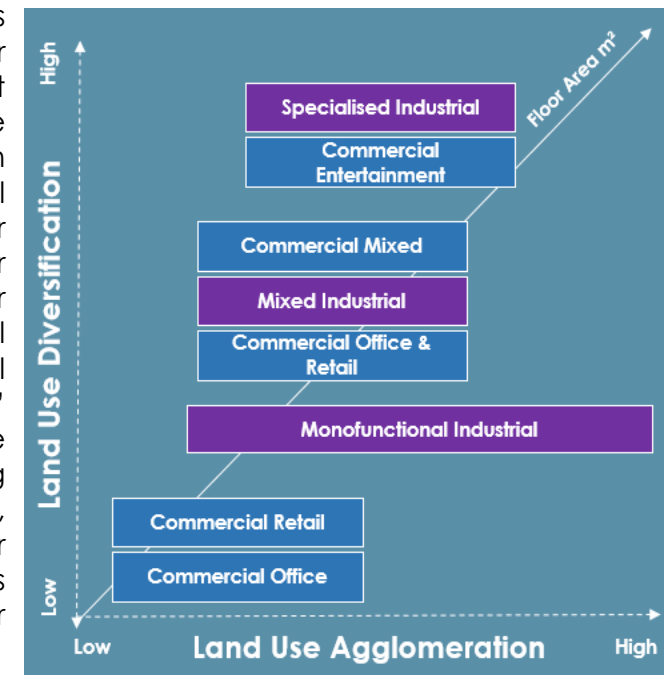 s
r
t
e
n
l
r
r
r
l
l
’
e
g
,
r
s
r
High
Floor Area m²
Specialised Industrial
Commercial
Entertainment
Land Use Diversification
Commercial Mixed
Mixed Industrial
Commercial Office &
Retail
Monofunctional Industrial
Commercial Retail
Commercial Office
Low
Low
Land Use Agglomeration
High